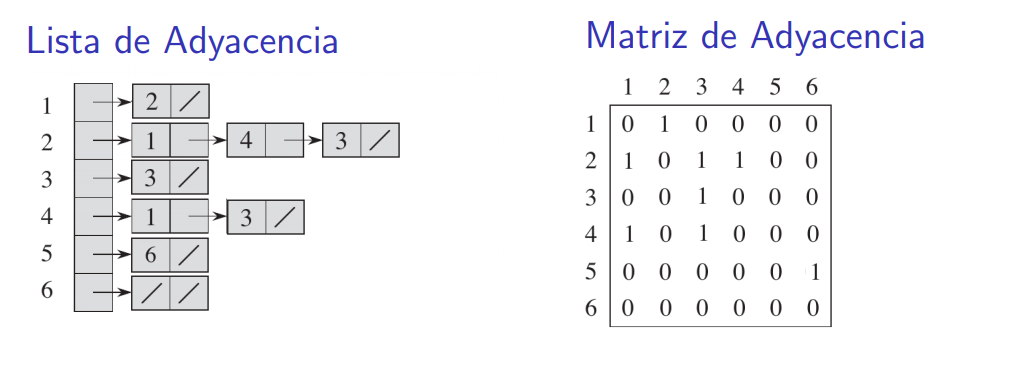 Lista de Adyacencia
1 2 /
2 1 4 3 /
3 3 /
4 1 3 /
5 6 /
6 / /
Matriz de Adyacencia
1 2 3 4 5 6
1 0 1 0 0 0 0
2 1 0 1 1 0 0
3 0 0 1 0 0 0
4 1 0 1 0 0 0
5 0 0 0 0 0 1
6 0 0 0 0 0 0